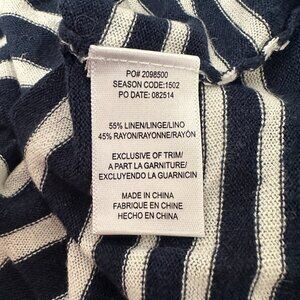 PO# 2098500
SEASON CODE:1502
PO DATE: 082514
55% LINEN/LINGE/LINO
45% RAYON/RAYONNE/RAYÓN
EXCLUSIVE OF TRIM/
A PART LA GARNITURE/
EXCLUYENDO LA GUARNICIN
MADE IN CHINA
FABRIQUE EN CHINE
HECHO EN CHINA